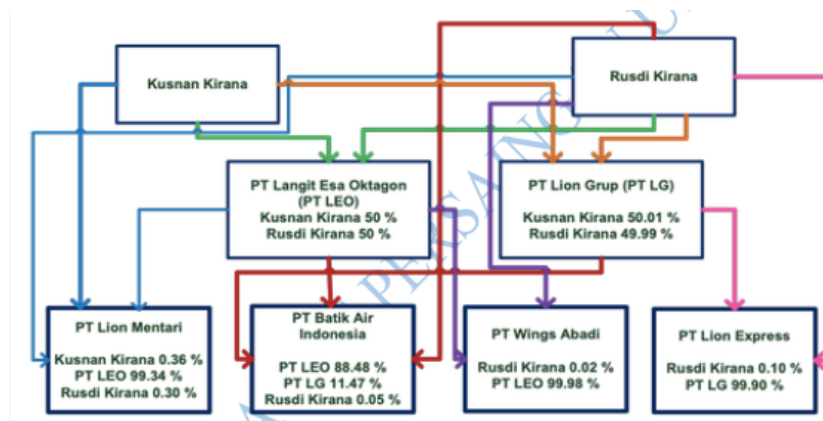 Kusnan Kirana
Rusdi Kirana
PT Langit Esa Oktagon
(PT LEO)
Kusnan Kirana 50 %
Rusdi Kirana 50 %
PT Lion Grup (PT LG)
Kusnan Kirana 50.01 %
Rusdi Kirana 49.99 %
PT Lion Mentari
Kusnan Kirana 0.36 %
PT LEO 99.34 %
Rusdi Kirana 0.30 %
PT Batik Air
Indonesia
PT LEO 88.48 %
PT LG 11.47 %
Rusdi Kirana 0.05 %
PT Wings Abadi
Rusdi Kirana 0.02 %
PT LEO 99.98 %
PT Lion Express
Rusdi Kirana 0.10 %
PT LG 99.90 %
PERSAING